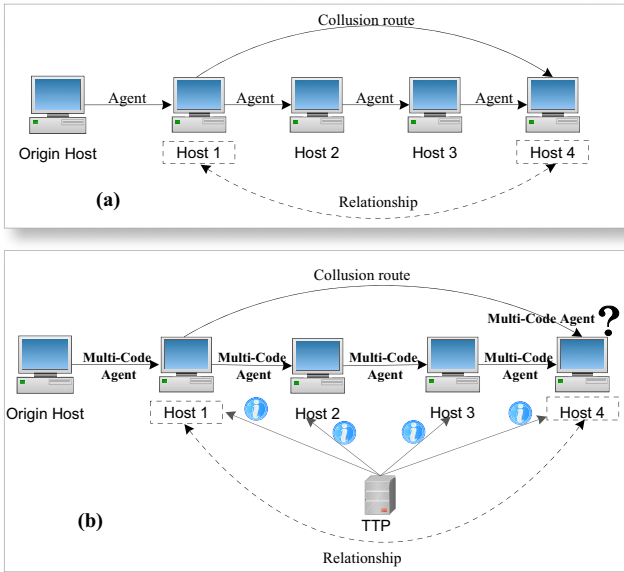 Collusion route
Agent Agent Agent Agent
Origin Host Host 1 Host 2 Host 3 Host 4
(a)
Relationship
Collusion route
Multi-Code Agent ?
Multi-Code Multi-Code Multi-Code Multi-Code
Agent Agent Agent Agent
Origin Host Host 1 i Host 2 i i Host 3 i Host 4
TTP
(b)
Relationship